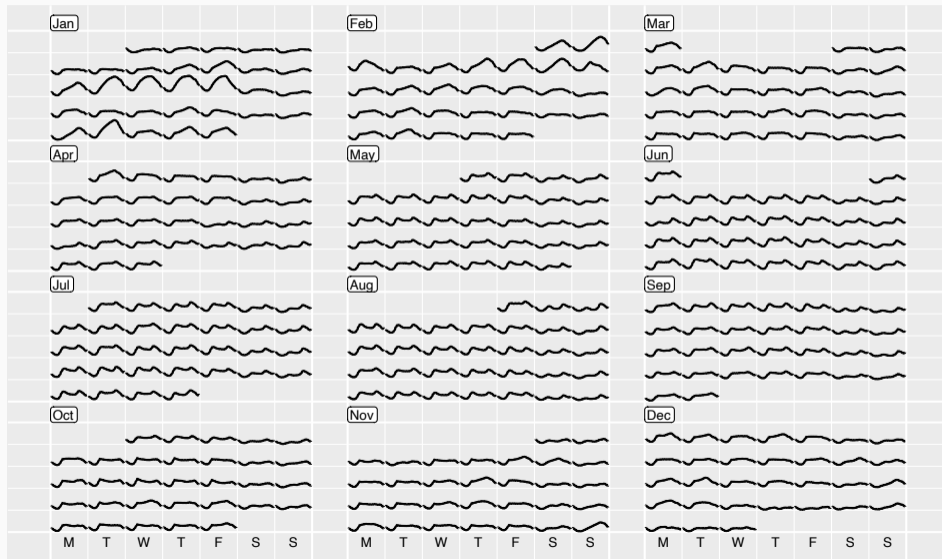 Jan Feb Mar
Apr May Jun
Jul Aug Sep
Oct Nov Dec
M T W T F S S M T W T F S S M T W T F S S